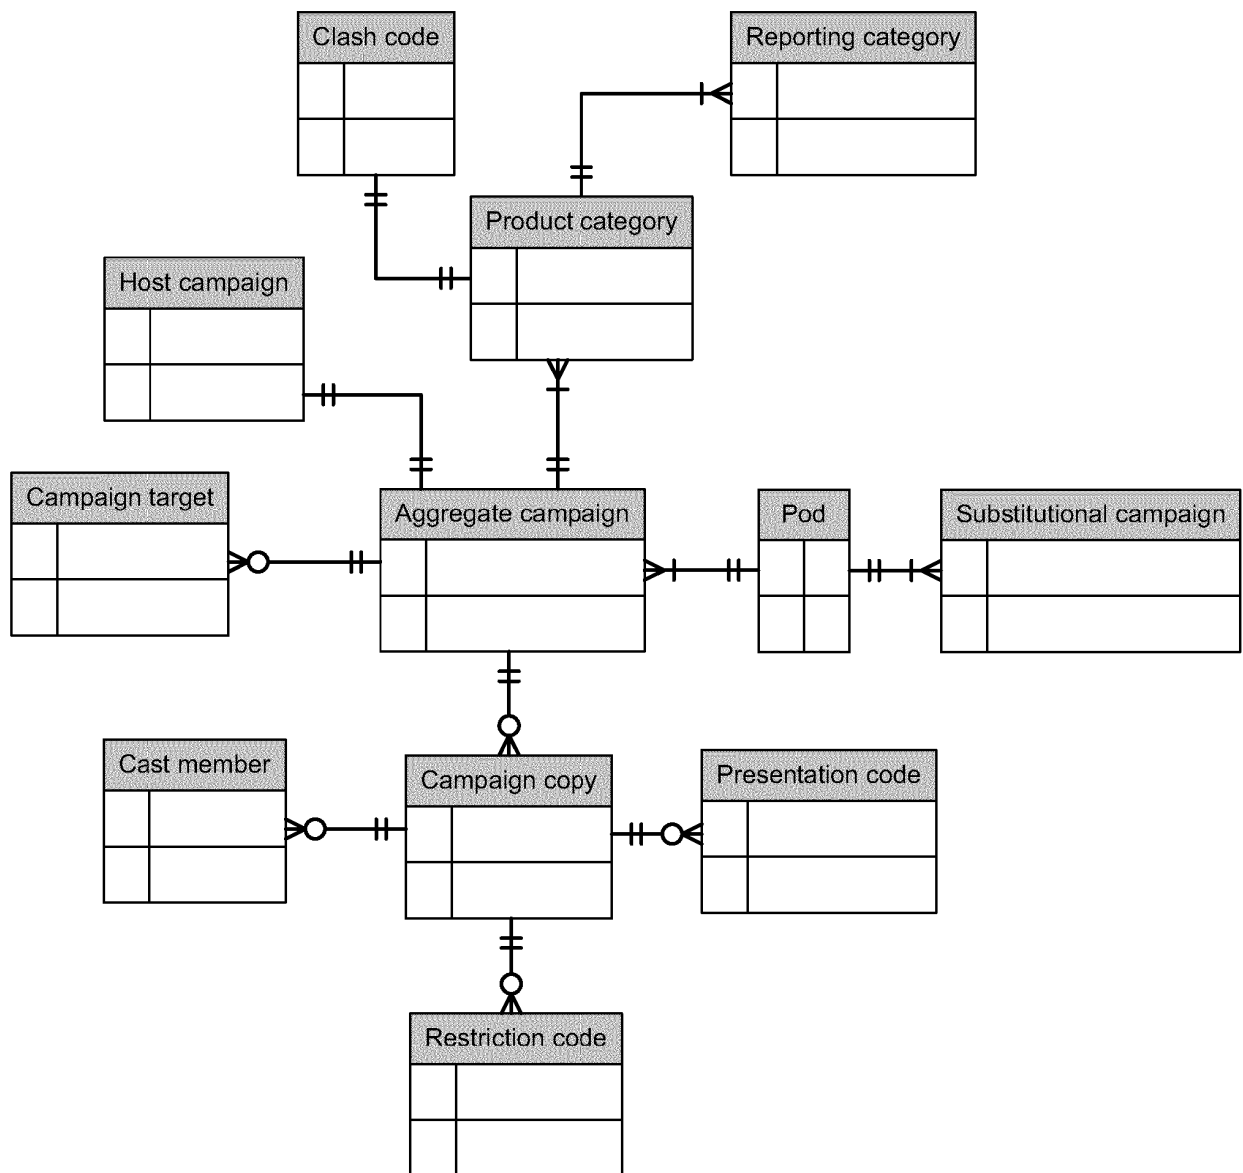 Clash code
Reporting category
Product category
Host campaign
Campaign target
Aggregate campaign
Pod
Substitutional campaign
Cast member
Campaign copy
Presentation code
Restriction code